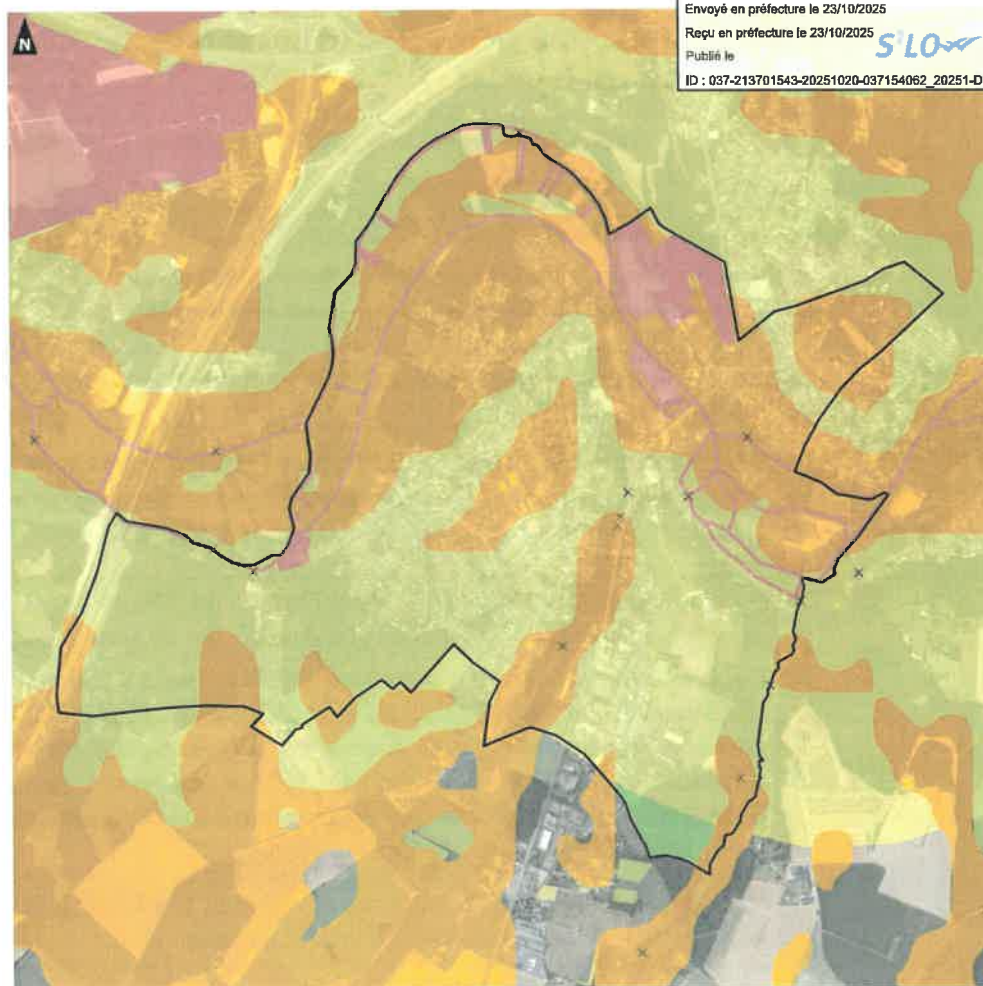 Envoyé en préfecture le 23/10/2025
Reçu en préfecture le 23/10/2025
S²LO
Publié le
ID : 037-213701543-20251020-037154062_20251-D
N